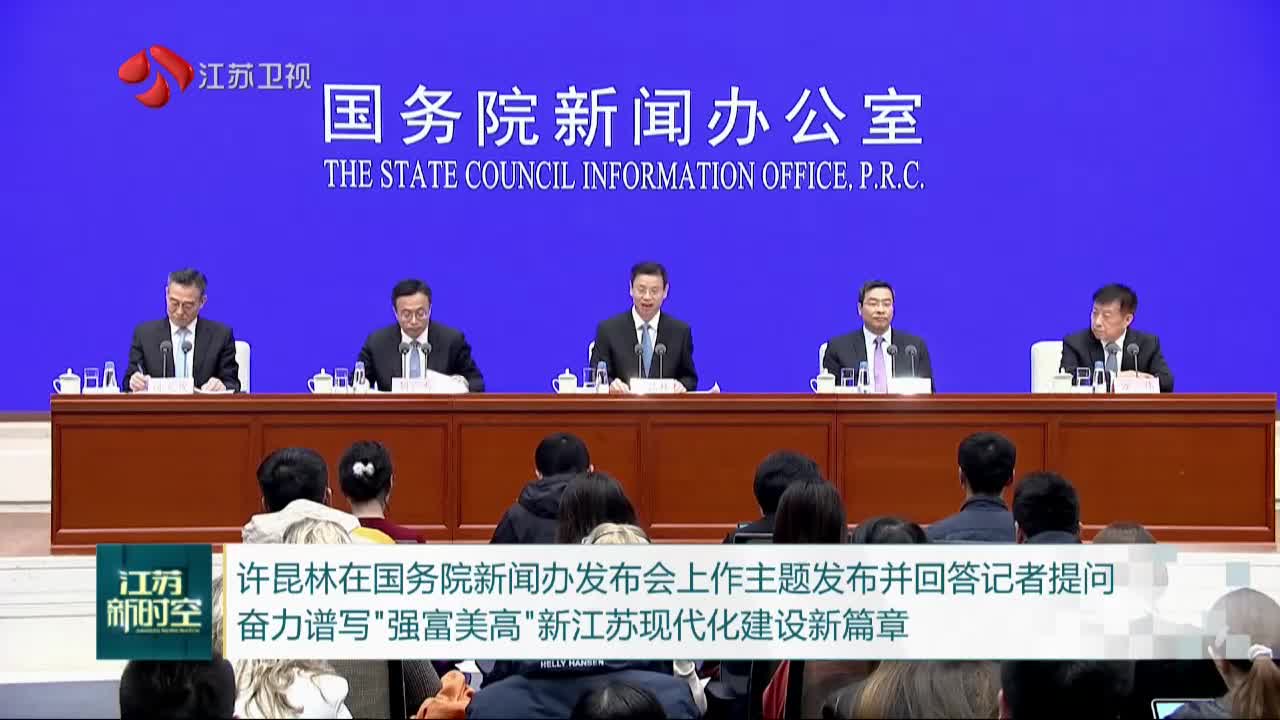 江苏卫视
国务院新闻办公室
THE STATE COUNCIL INFORMATION OFFICE, P.R.C.
江苏
新时空
许昆林在国务院新闻办发布会上作主题发布并回答记者提问
奋力谱写"强富美高"新江苏现代化建设新篇章
HELLY HANSEN